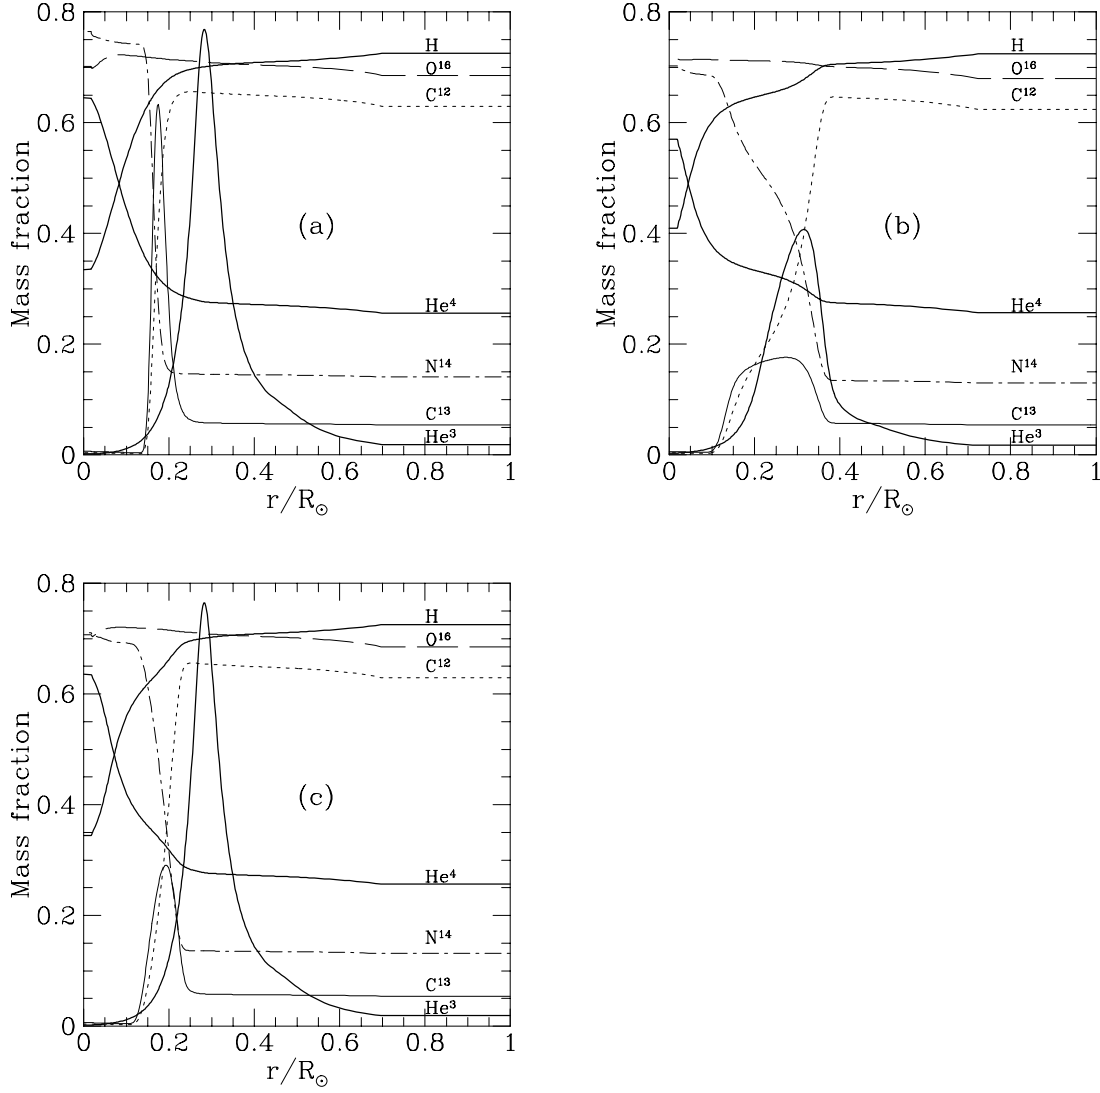 0.8
0.6
0.4
0.2
0
Mass fraction
H
O¹⁶
C¹²
(a)
He⁴
N¹⁴
C¹³
He³
0 0.2 0.4 0.6 0.8 1
r/R⊙
0.8
0.6
0.4
0.2
0
Mass fraction
H
O¹⁶
C¹²
(b)
He⁴
N¹⁴
C¹³
He³
0 0.2 0.4 0.6 0.8 1
r/R⊙
0.8
0.6
0.4
0.2
0
Mass fraction
H
O¹⁶
C¹²
(c)
He⁴
N¹⁴
C¹³
He³
0 0.2 0.4 0.6 0.8 1
r/R⊙